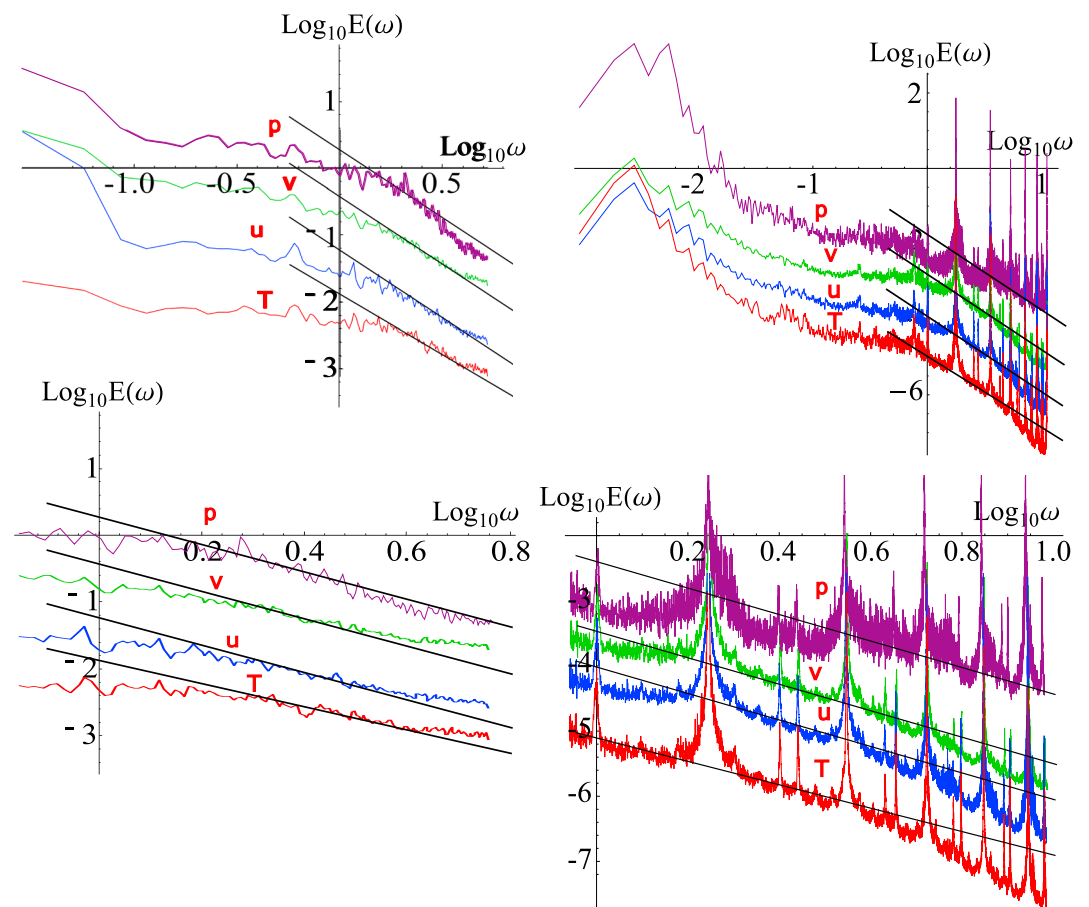 Log₁₀E(ω)
1
p
Log₁₀ω
-1.0
-0.5
0.5
v
u
-1
T
-2
-3
Log₁₀E(ω)
2
Log₁₀ω
-2
-1
1
p
v
u
T
-6
Log₁₀E(ω)
1
p
Log₁₀ω
0.2
0.4
0.6
0.8
v
-1
u
-2
T
-3
Log₁₀E(ω)
Log₁₀ω
0.2
0.4
0.6
0.8
1.0
p
-3
-4
v
u
-5
T
-6
-7